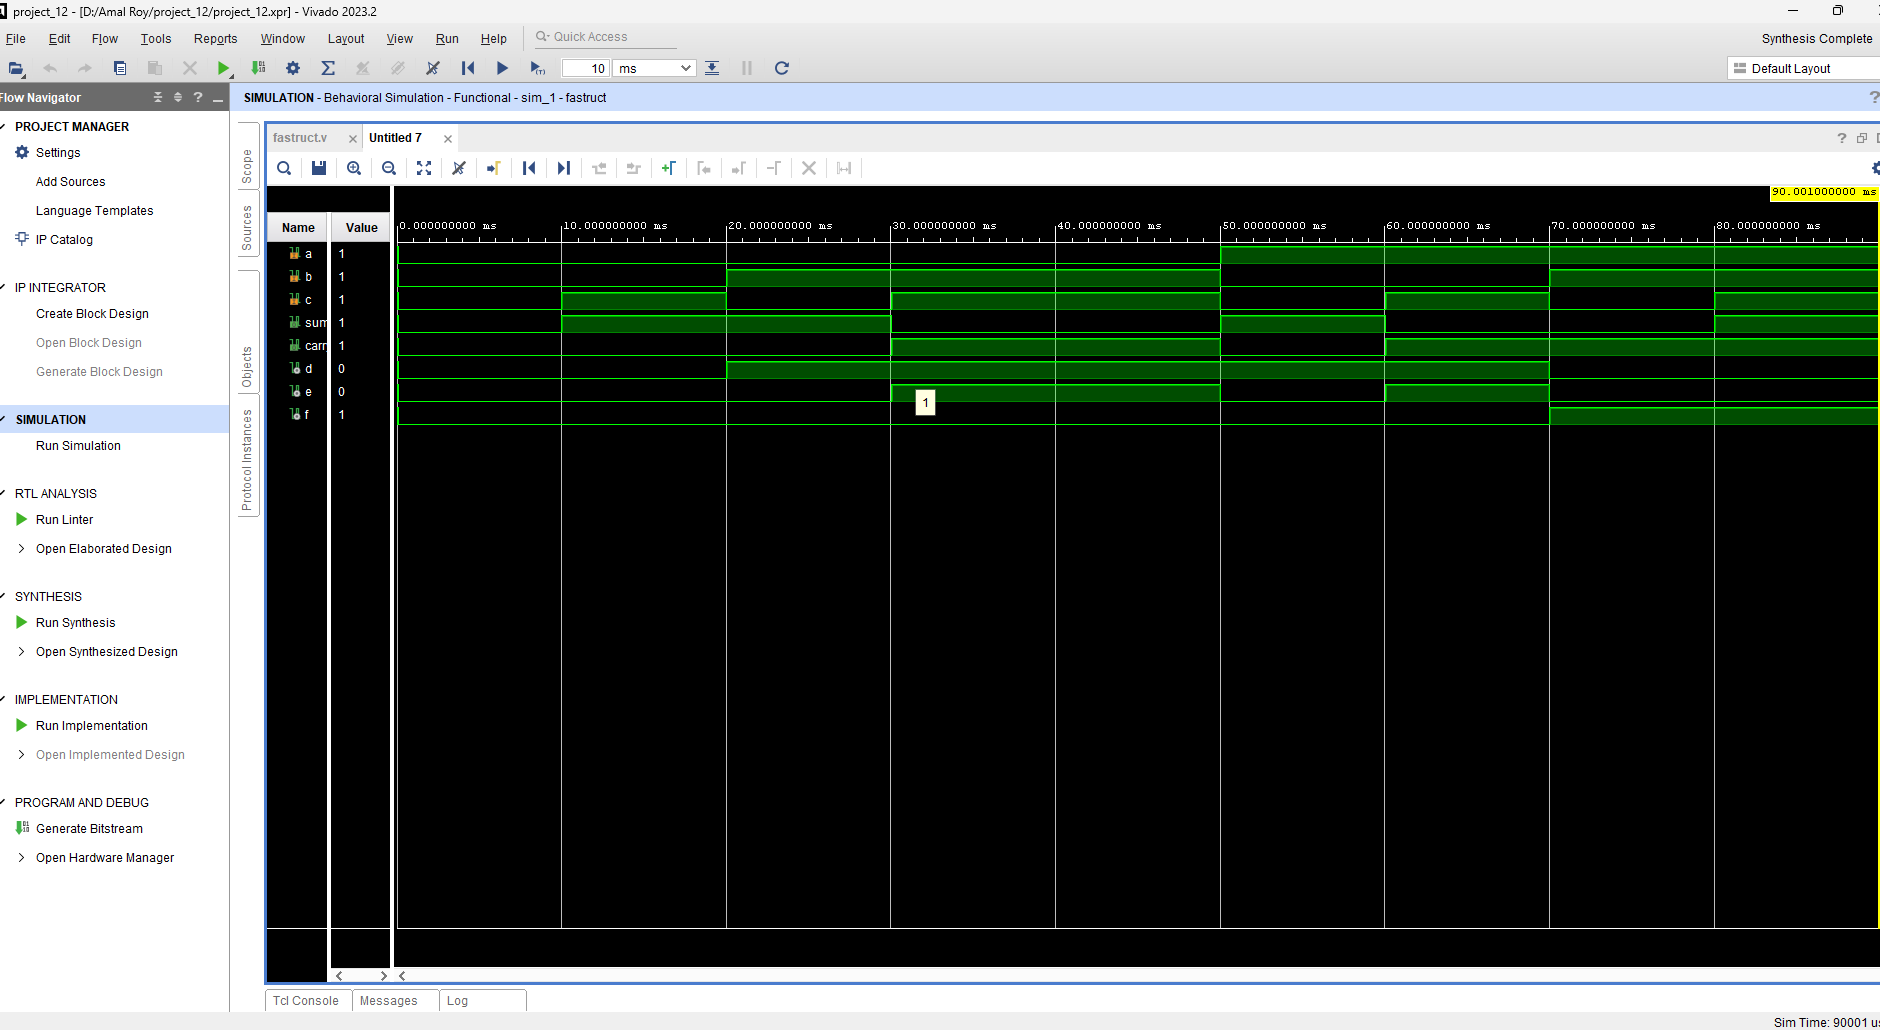 project_12 - [D:/Amal Roy/project_12/project_12.xpr] - Vivado 2023.2
File Edit Flow Tools Reports Window Layout View Run Help Quick Access Synthesis Complete
10 ms Default Layout
Flow Navigator ? SIMULATION - Behavioral Simulation - Functional - sim_1 - fastruct ?
PROJECT MANAGER
Settings
Add Sources
Language Templates
IP Catalog
IP INTEGRATOR
Create Block Design
Open Block Design
Generate Block Design
SIMULATION
Run Simulation
RTL ANALYSIS
Run Linter
Open Elaborated Design
SYNTHESIS
Run Synthesis
Open Synthesized Design
IMPLEMENTATION
Run Implementation
Open Implemented Design
PROGRAM AND DEBUG
Generate Bitstream
Open Hardware Manager
Scope
Sources
Objects
Protocol Instances
fastruct.v Untitled 7 ?
90.001000000 ms
Name Value 0.000000000 ms 10.000000000 ms 20.000000000 ms 30.000000000 ms 40.000000000 ms 50.000000000 ms 60.000000000 ms 70.000000000 ms 80.000000000 ms
a 1
b 1
c 1
sum 1
carr 1
d 0
e 0
1
f 1
Tcl Console Messages Log
Sim Time: 90001 us